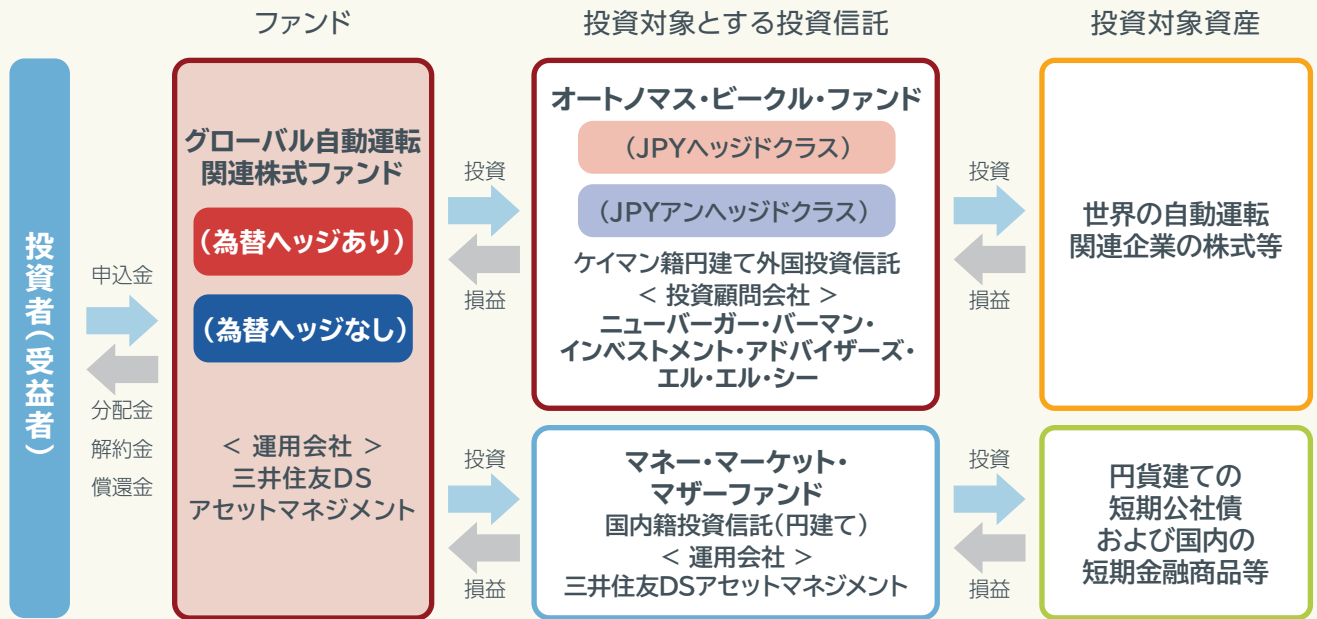 ファンド
投資対象とする投資信託
投資対象資産
投資者(受益者)
申込金
分配金
解約金
償還金
グローバル自動運転
関連株式ファンド
(為替ヘッジあり)
(為替ヘッジなし)
< 運用会社 >
三井住友DS
アセットマネジメント
投資
損益
オートノマス・ビークル・ファンド
(JPYヘッジドクラス)
(JPYアンヘッジドクラス)
ケイマン籍円建て外国投資信託
< 投資顧問会社 >
ニューバーガー・バーマン・
インベストメント・アドバイザーズ・
エル・エル・シー
投資
損益
世界の自動運転
関連企業の株式等
投資
損益
マネー・マーケット・
マザーファンド
国内籍投資信託(円建て)
< 運用会社 >
三井住友DSアセットマネジメント
投資
損益
円貨建ての
短期公社債
および国内の
短期金融商品等